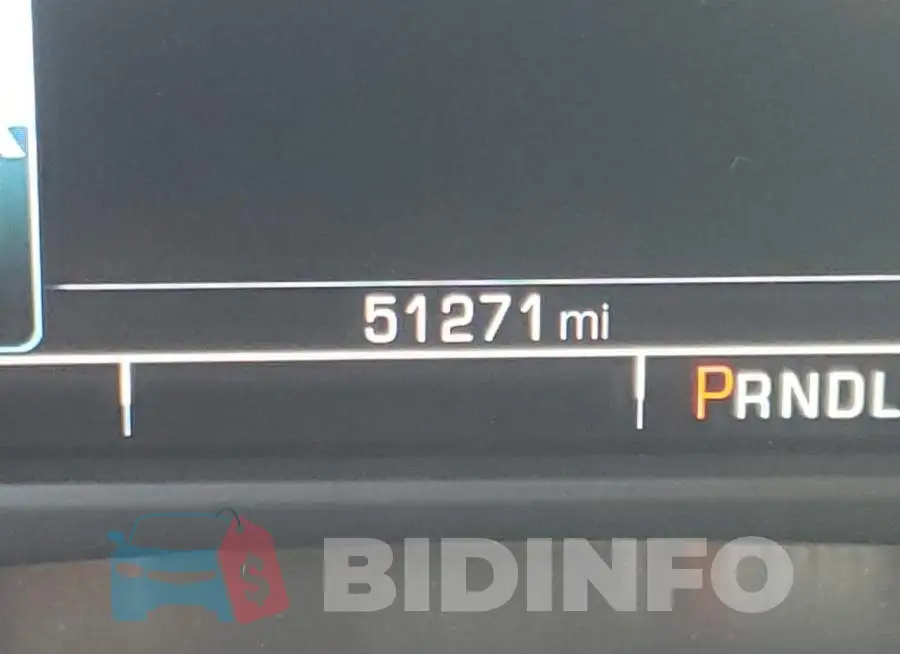 51271 mi
PRNDL
$
BIDINFO